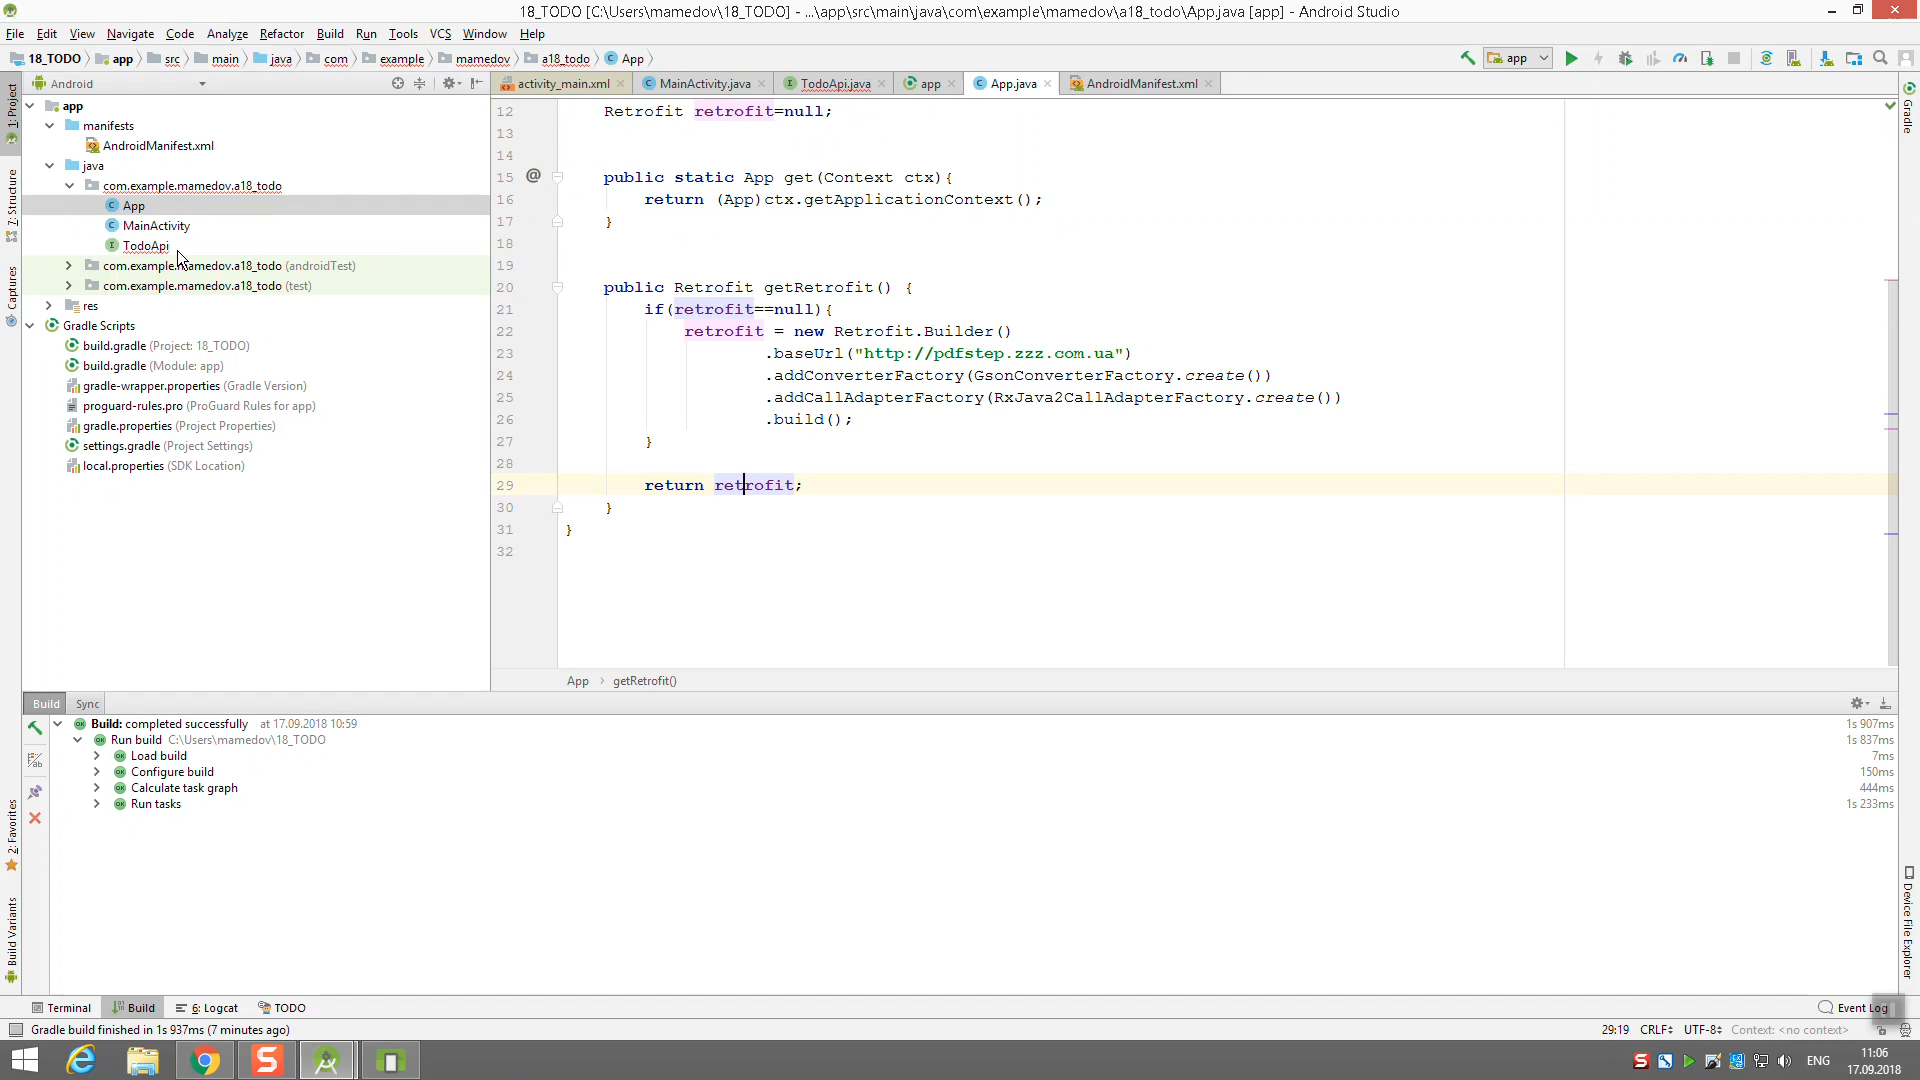 18_TODO [C:\Users\mamedov\18_TODO] - ...\app\src\main\java\com\example\mamedov\a18_todo\App.java [app] - Android Studio
File Edit View Navigate Code Analyze Refactor Build Run Tools VCS Window Help
18_TODO app src main java com example mamedov a18_todo App
app
Android
activity_main.xml MainActivity.java TodoApi.java app App.java AndroidManifest.xml
1: Project
7: Structure
Captures
2: Favorites
Build Variants
app
manifests
AndroidManifest.xml
java
com.example.mamedov.a18_todo
App
MainActivity
TodoApi
com.example.mamedov.a18_todo (androidTest)
com.example.mamedov.a18_todo (test)
res
Gradle Scripts
build.gradle (Project: 18_TODO)
build.gradle (Module: app)
gradle-wrapper.properties (Gradle Version)
proguard-rules.pro (ProGuard Rules for app)
gradle.properties (Project Properties)
settings.gradle (Project Settings)
local.properties (SDK Location)
12 Retrofit retrofit=null;
13
14
15 @ public static App get(Context ctx){
16 return (App)ctx.getApplicationContext();
17 }
18
19
20 public Retrofit getRetrofit() {
21 if(retrofit==null){
22 retrofit = new Retrofit.Builder()
23 .baseUrl("http://pdfstep.zzz.com.ua")
24 .addConverterFactory(GsonConverterFactory.create())
25 .addCallAdapterFactory(RxJava2CallAdapterFactory.create())
26 .build();
27 }
28
29 return retrofit;
30 }
31 }
32
App getRetrofit()
Gradle
Device File Explorer
Build Sync
Build: completed successfully at 17.09.2018 10:59 1s 907ms
Run build C:\Users\mamedov\18_TODO 1s 837ms
Load build 7ms
Configure build 150ms
Calculate task graph 444ms
Run tasks 1s 233ms
Terminal Build 6: Logcat TODO Event Log
Gradle build finished in 1s 937ms (7 minutes ago) 29:19 CRLF UTF-8 Context: <no context>
ENG 11:06
17.09.2018